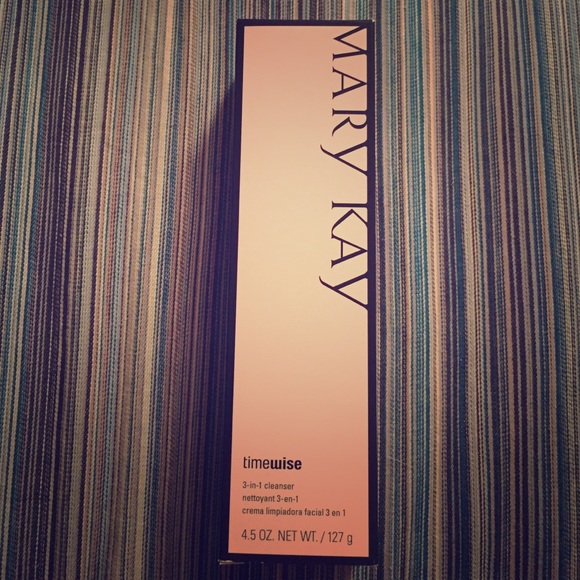 MARY KAY
timewise
3-in-1 cleanser
nettoyant 3-en-1
crema limpiadora facial 3 en 1
4.5 OZ. NET WT. / 127 g